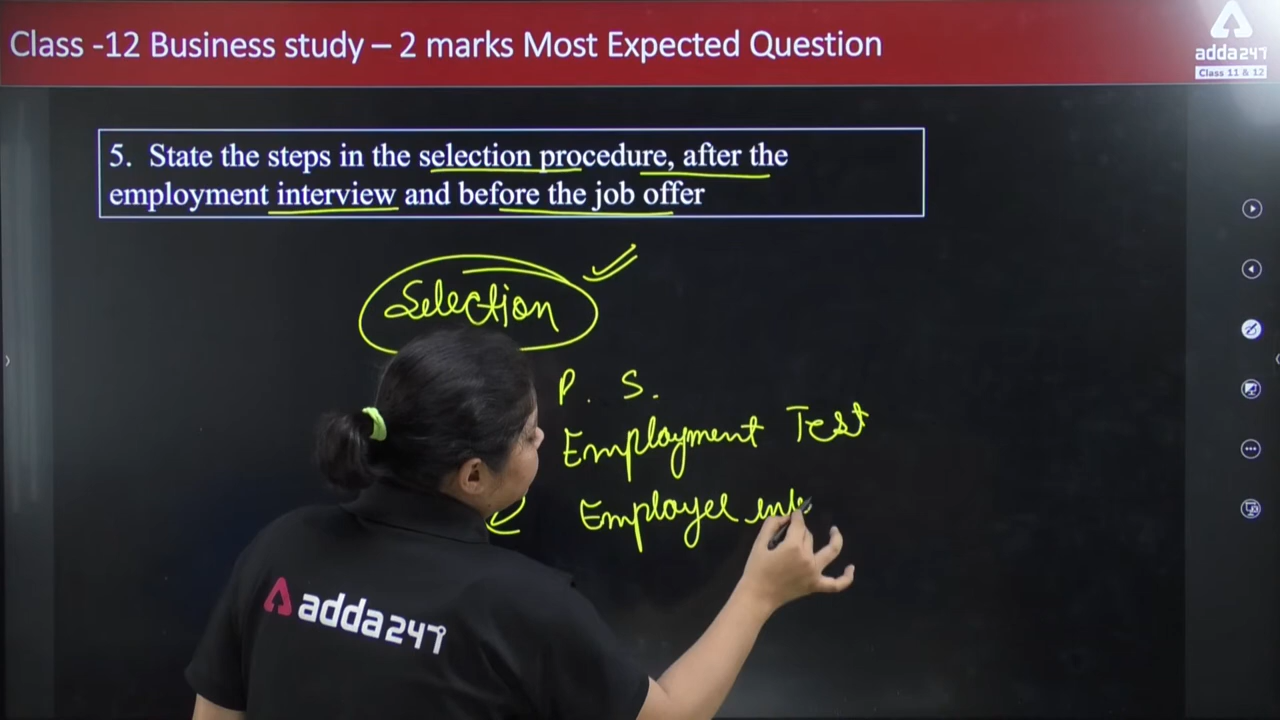 Class -12 Business study – 2 marks Most Expected Question
adda247
Class 11 & 12
5. State the steps in the selection procedure, after the
employment interview and before the job offer
Selection
P. S.
Employment Test
Employee
adda247